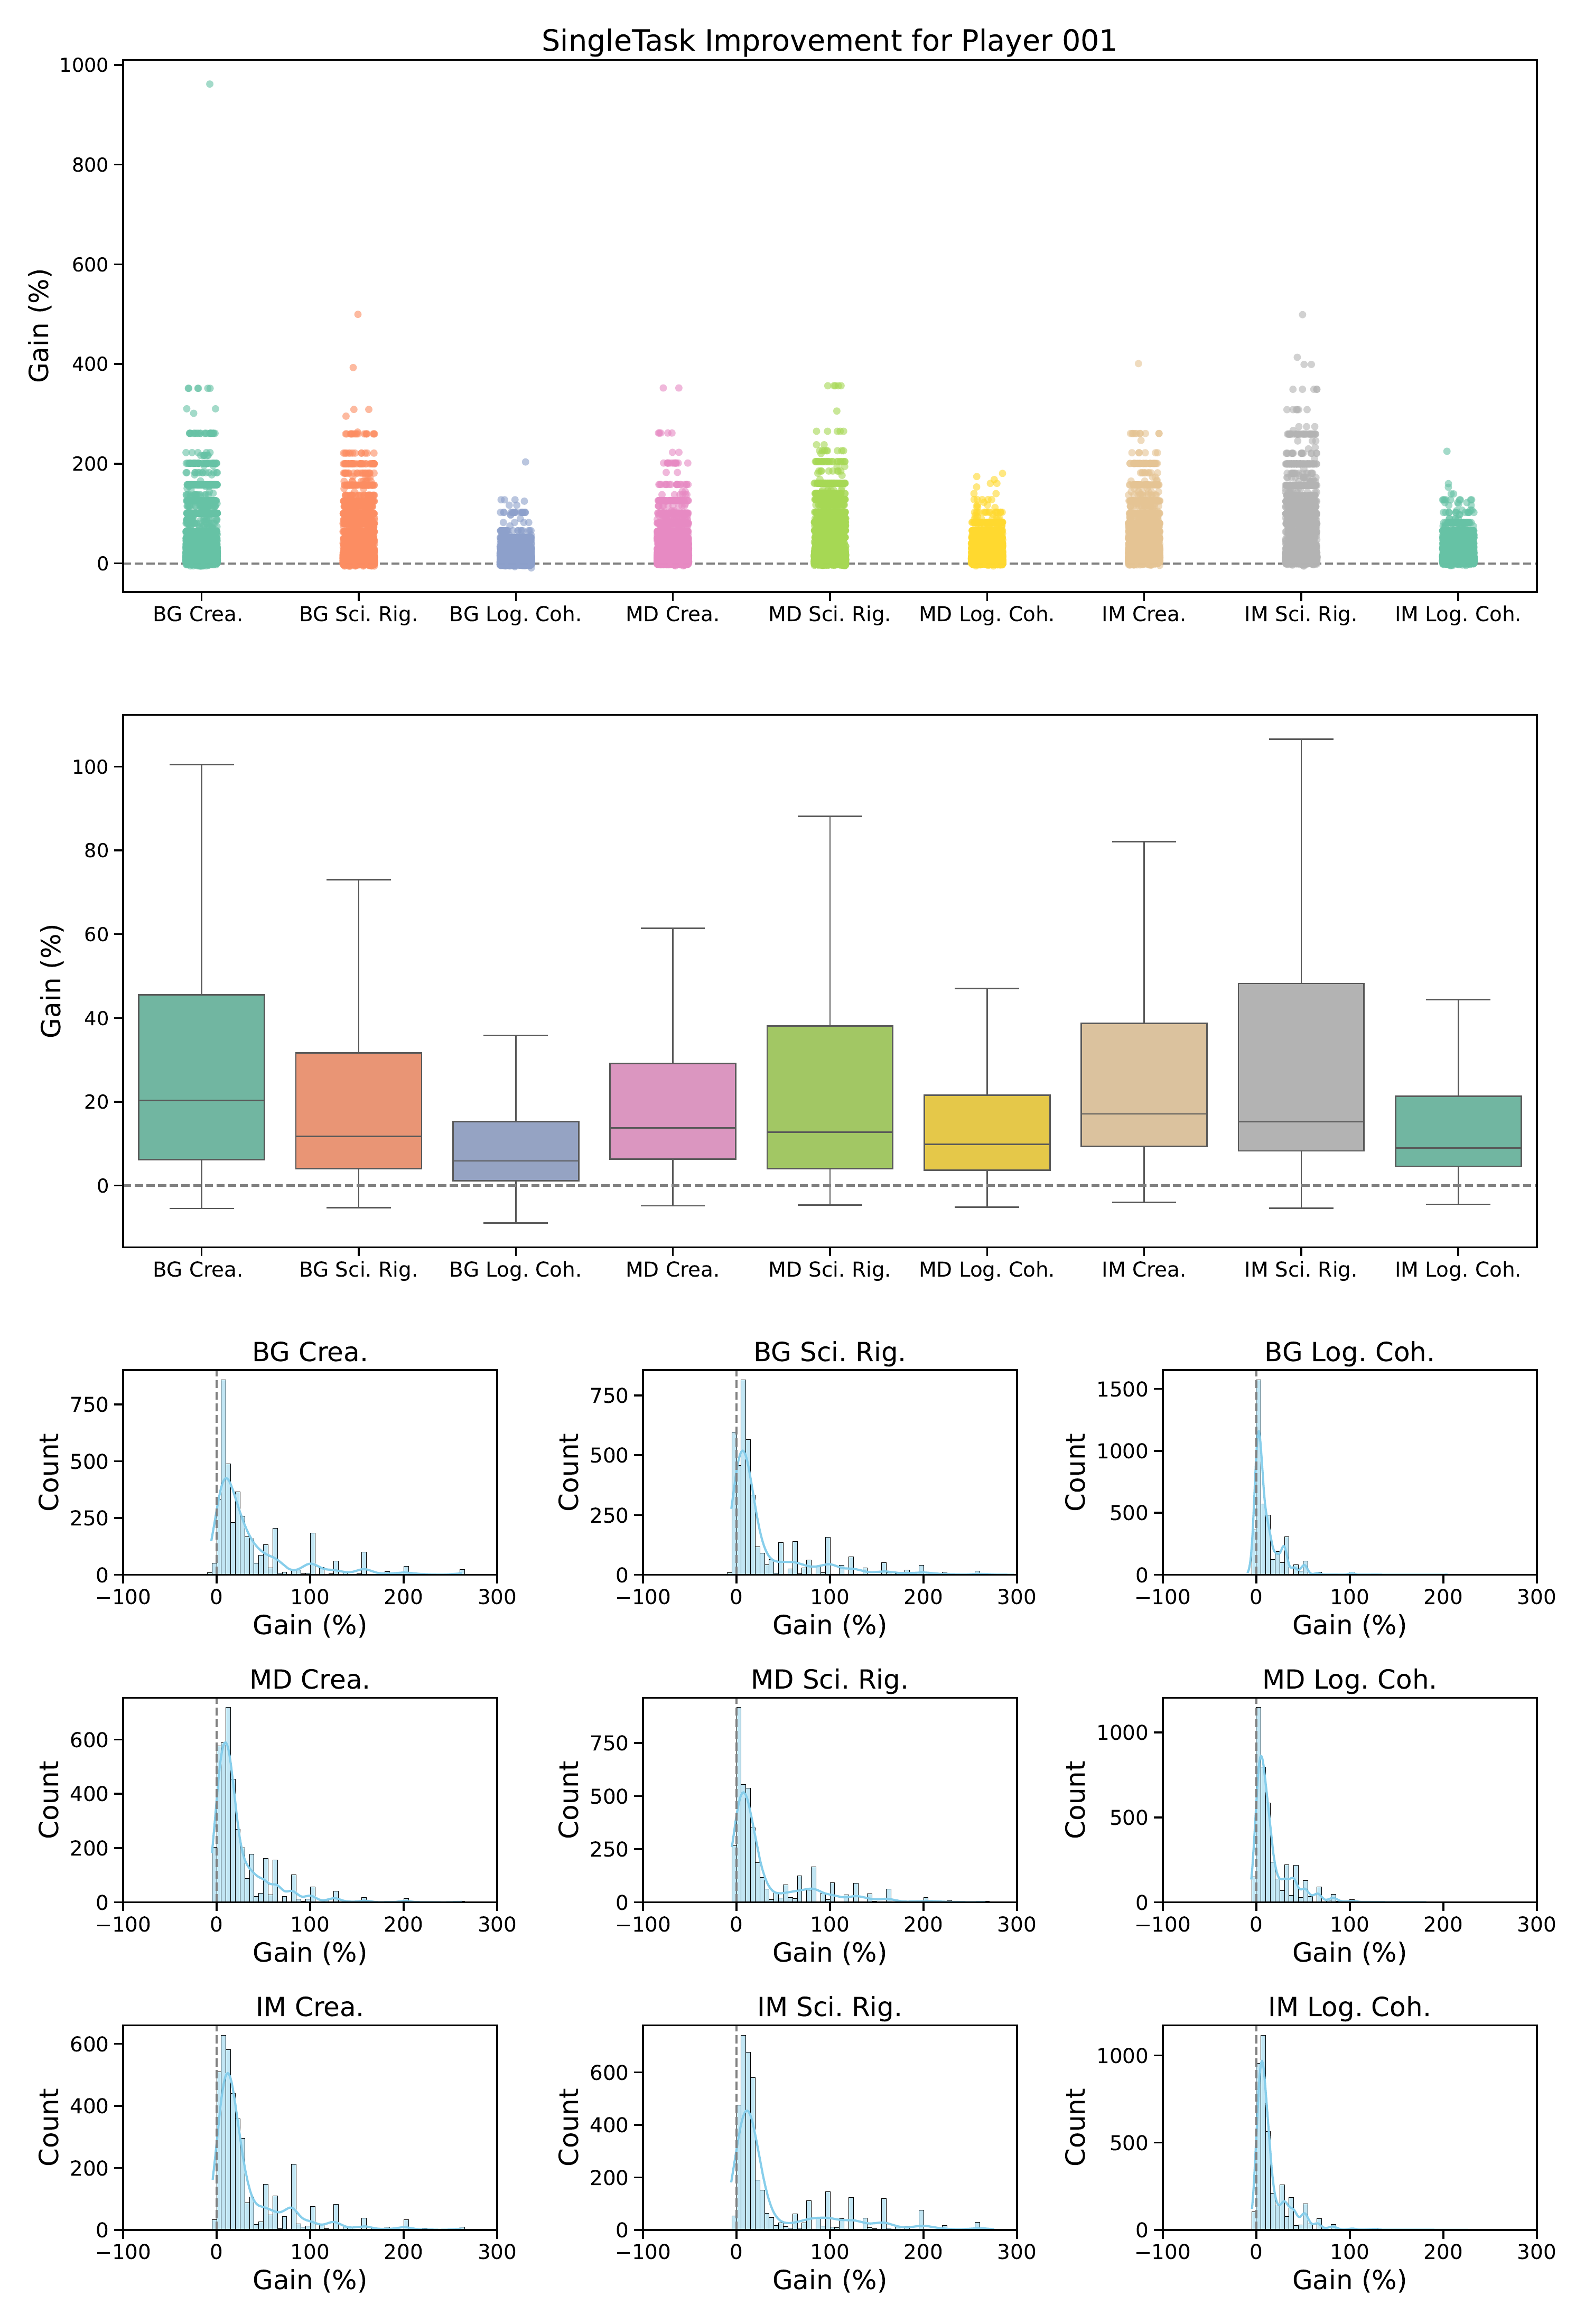 SingleTask Improvement for Player 001
Gain (%)
1000
800
600
400
200
0
BG Crea. BG Sci. Rig. BG Log. Coh. MD Crea. MD Sci. Rig. MD Log. Coh. IM Crea. IM Sci. Rig. IM Log. Coh.
Gain (%)
100
80
60
40
20
0
BG Crea. BG Sci. Rig. BG Log. Coh. MD Crea. MD Sci. Rig. MD Log. Coh. IM Crea. IM Sci. Rig. IM Log. Coh.
BG Crea.
Count
750
500
250
0
−100 0 100 200 300
Gain (%)
BG Sci. Rig.
Count
750
500
250
0
−100 0 100 200 300
Gain (%)
BG Log. Coh.
Count
1500
1000
500
0
−100 0 100 200 300
Gain (%)
MD Crea.
Count
600
400
200
0
−100 0 100 200 300
Gain (%)
MD Sci. Rig.
Count
750
500
250
0
−100 0 100 200 300
Gain (%)
MD Log. Coh.
Count
1000
500
0
−100 0 100 200 300
Gain (%)
IM Crea.
Count
600
400
200
0
−100 0 100 200 300
Gain (%)
IM Sci. Rig.
Count
600
400
200
0
−100 0 100 200 300
Gain (%)
IM Log. Coh.
Count
1000
500
0
−100 0 100 200 300
Gain (%)